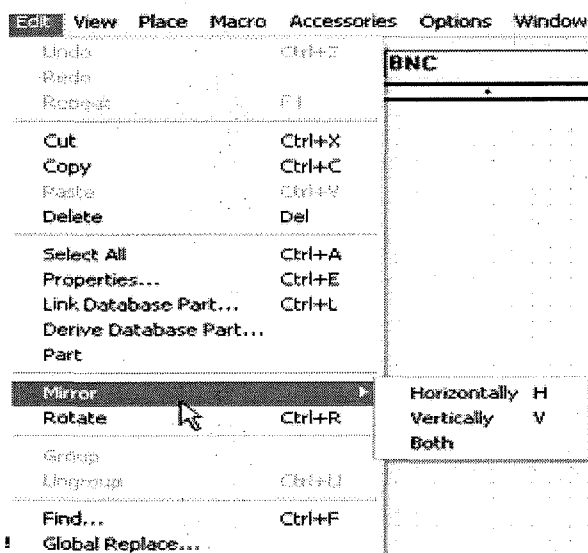 Edit View Place Macro Accessories Options Window
Undo Ctrl+Z
BNC
Redo
Repeat F4
Cut Ctrl+X
Copy Ctrl+C
Paste Ctrl+V
Delete Del
Select All Ctrl+A
Properties... Ctrl+E
Link Database Part... Ctrl+L
Derive Database Part...
Part
Mirror
Horizontally H
Rotate Ctrl+R
Vertically V
Both
Group
Ungroup Ctrl+U
Find... Ctrl+F
! Global Replace...